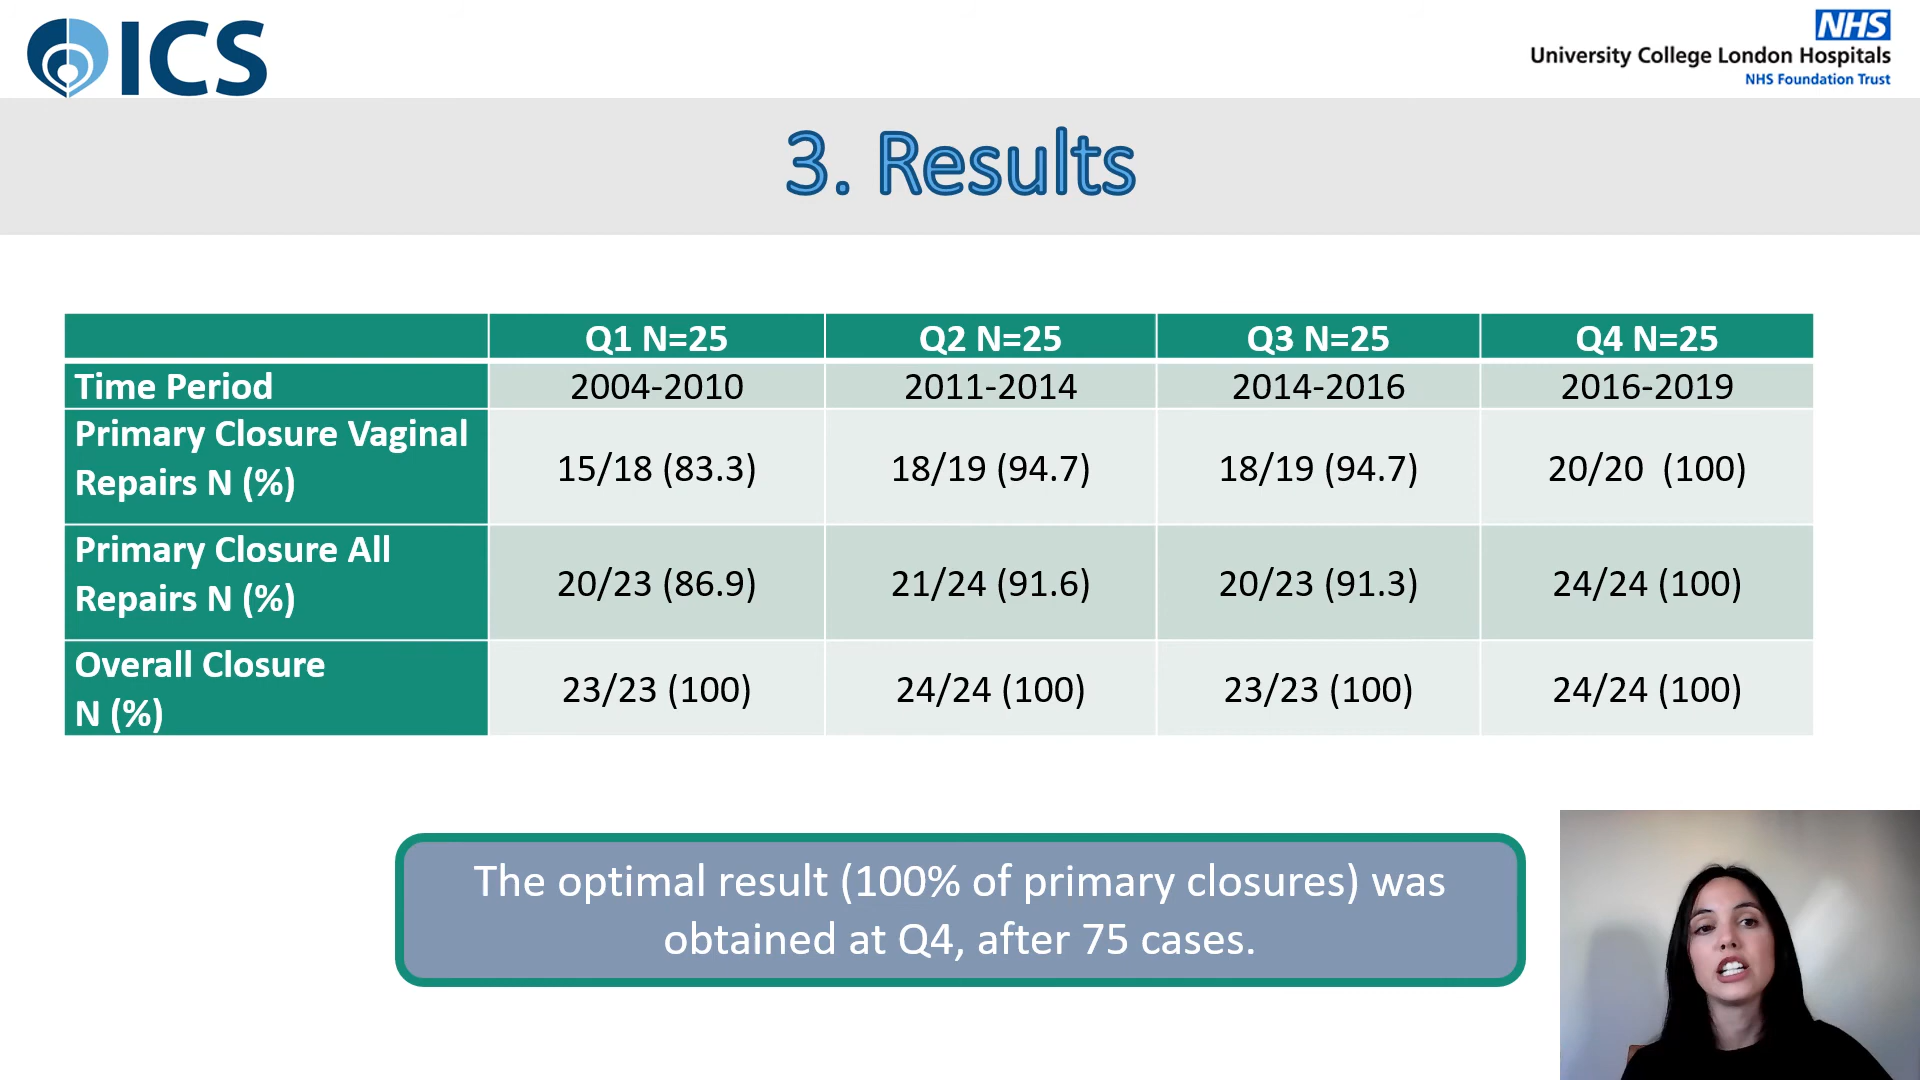 ICS
NHS
University College London Hospitals
NHS Foundation Trust
3. Results
Q1 N=25 Q2 N=25 Q3 N=25 Q4 N=25
Time Period 2004-2010 2011-2014 2014-2016 2016-2019
Primary Closure Vaginal
Repairs N (%) 15/18 (83.3) 18/19 (94.7) 18/19 (94.7) 20/20 (100)
Primary Closure All
Repairs N (%) 20/23 (86.9) 21/24 (91.6) 20/23 (91.3) 24/24 (100)
Overall Closure
N (%) 23/23 (100) 24/24 (100) 23/23 (100) 24/24 (100)
The optimal result (100% of primary closures) was
obtained at Q4, after 75 cases.